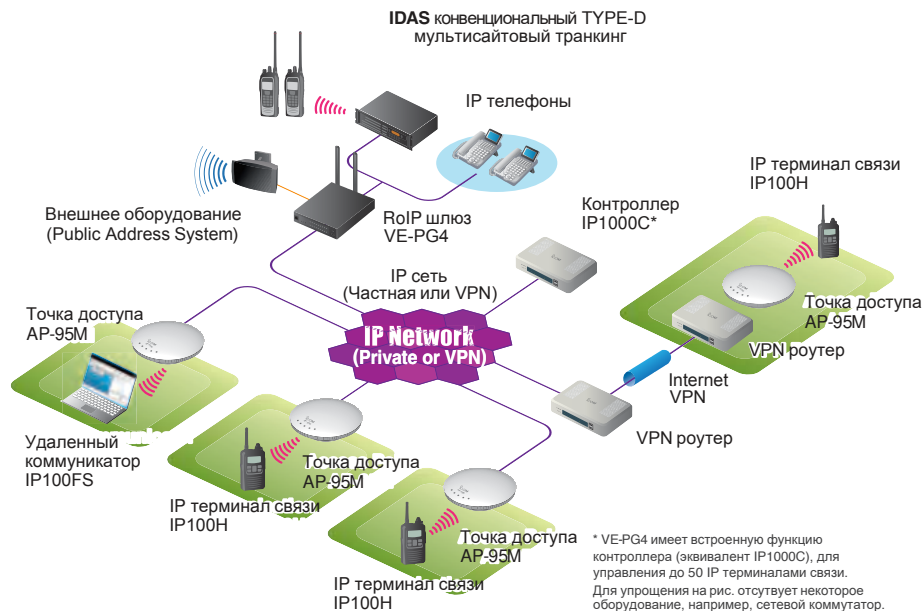 IDAS конвенциональный TYPE-D
мультисайтовый транкинг
IP телефоны
IP терминал связи
IP100H
Внешнее оборудование
(Public Address System)
RoIP шлюз
VE-PG4
Контроллер
IP1000C*
IP сеть
(Частная или VPN)
Точка доступа
AP-95M
Точка доступа
AP-95M
VPN роутер
IP Network
(Private or VPN)
Internet
VPN
VPN роутер
Удаленный
коммуникатор
IP100FS
Точка доступа
AP-95M
IP терминал связи
IP100H
Точка доступа
AP-95M
IP терминал связи
IP100H
* VE-PG4 имеет встроенную функцию
контроллера (эквивалент IP1000C), для
управления до 50 IP терминалами связи.
Для упрощения на рис. отсутвует некоторое
оборудование, например, сетевой коммутатор.